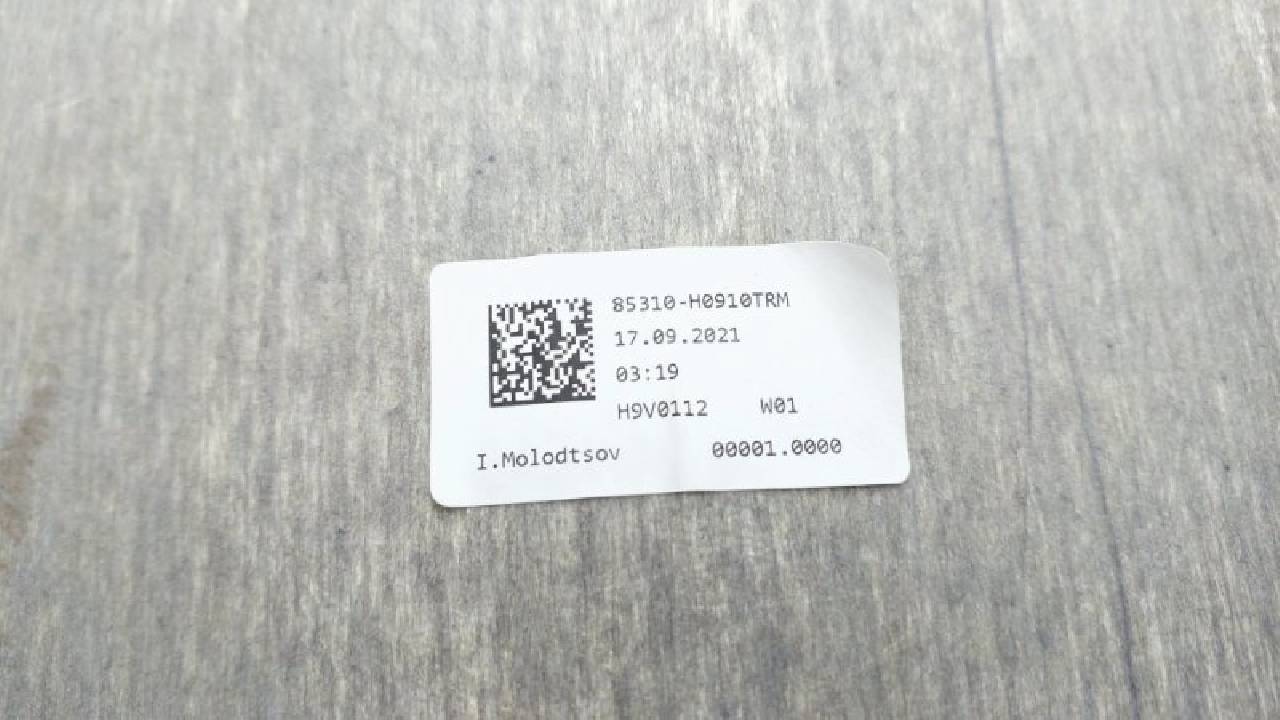 85310-H0910TRM
17.09.2021
03:19
H9V0112 W01
I.Molodtsov 00001.0000